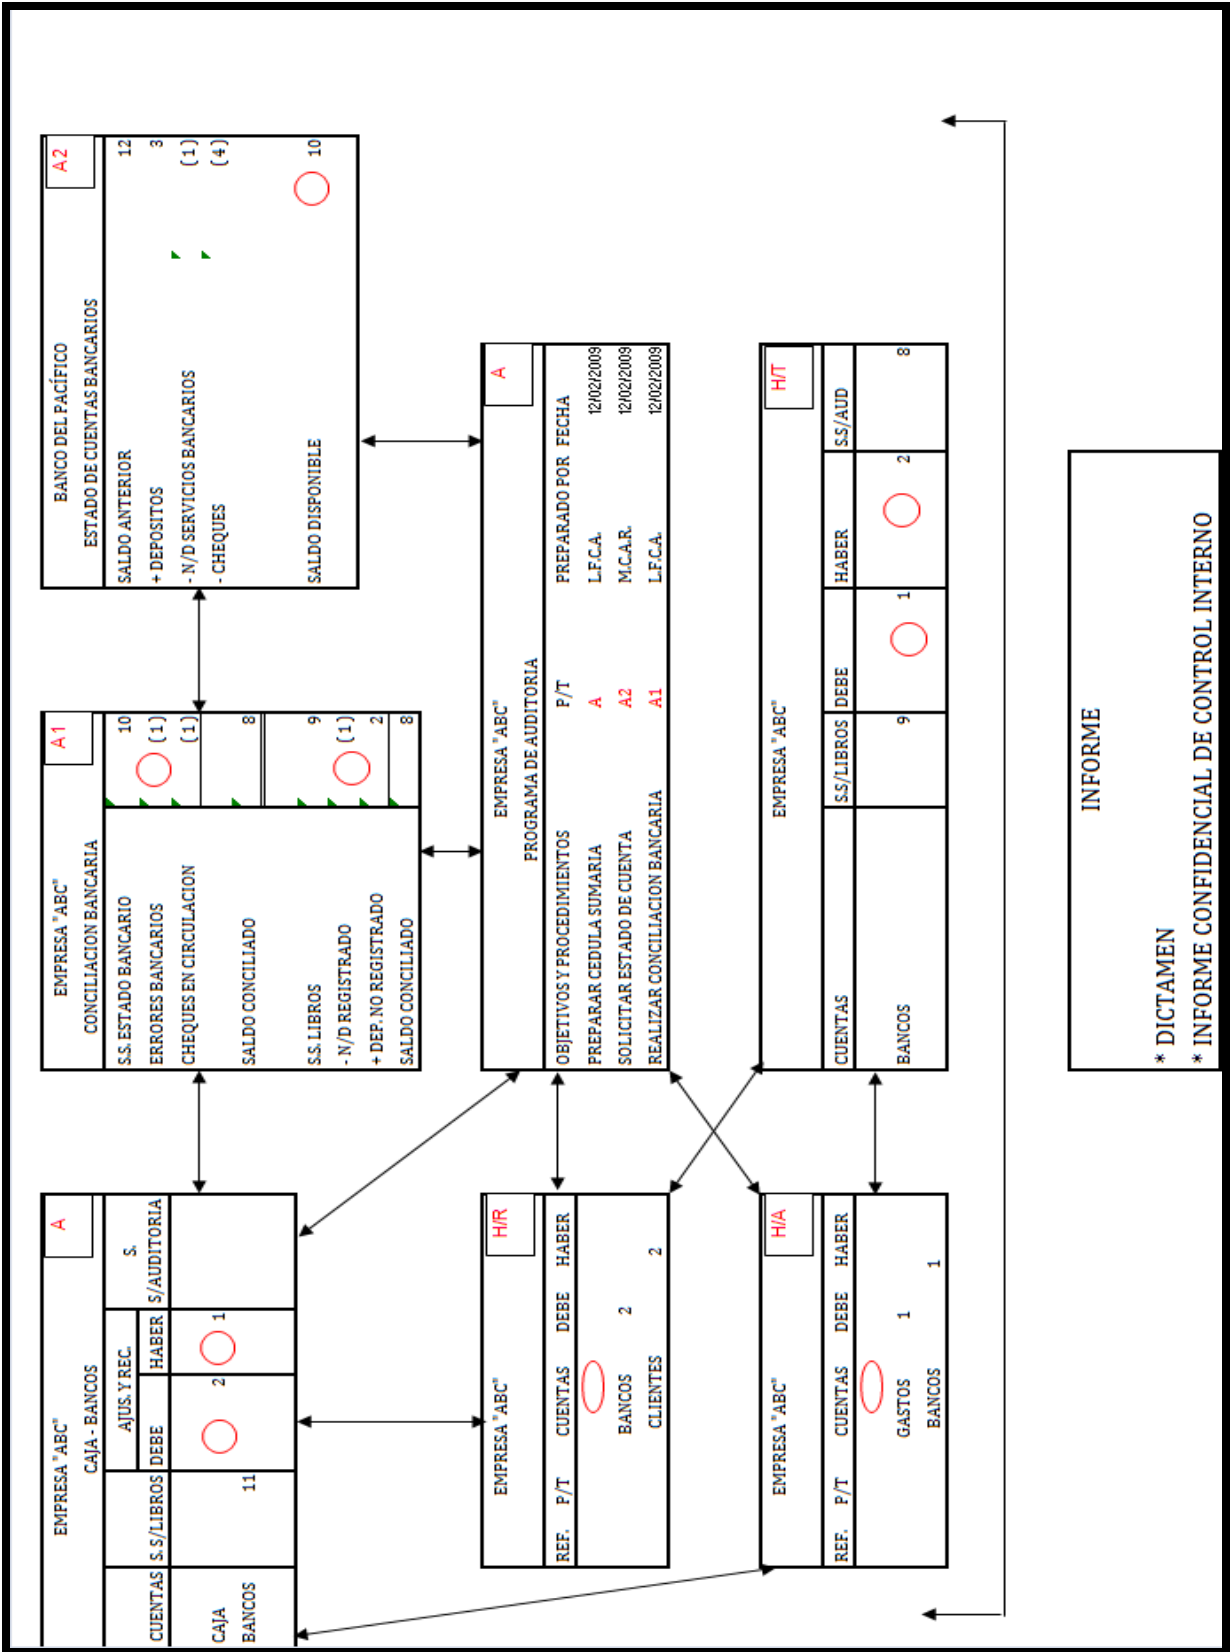 EMPRESA "ABC"
A
CAJA - BANCOS
CUENTAS S. S/LIBROS AJUS. Y REC. S. S/AUDITORIA
DEBE HABER
CAJA 2 1
BANCOS 11
EMPRESA "ABC"
A1
CONCILIACION BANCARIA
S.S. ESTADO BANCARIO 10
ERRORES BANCARIOS (1)
CHEQUES EN CIRCULACION (1)
SALDO CONCILIADO 8
S.S. LIBROS 9
- N/D REGISTRADO (1)
+ DEP. NO REGISTRADO 2
SALDO CONCILIADO 8
BANCO DEL PACÍFICO
A2
ESTADO DE CUENTAS BANCARIOS
SALDO ANTERIOR 12
+ DEPOSITOS 3
- N/D SERVICIOS BANCARIOS (1)
- CHEQUES (4)
SALDO DISPONIBLE 10
EMPRESA "ABC"
H/R
REF. P/T CUENTAS DEBE HABER
BANCOS 2
CLIENTES 2
EMPRESA "ABC"
A
PROGRAMA DE AUDITORIA
OBJETIVOS Y PROCEDIMIENTOS P/T PREPARADO POR FECHA
PREPARAR CEDULA SUMARIA A L.F.C.A. 12/02/2009
SOLICITAR ESTADO DE CUENTA A2 M.C.A.R. 12/02/2009
REALIZAR CONCILIACION BANCARIA A1 L.F.C.A. 12/02/2009
EMPRESA "ABC"
H/A
REF. P/T CUENTAS DEBE HABER
GASTOS 1
BANCOS 1
EMPRESA "ABC"
H/T
CUENTAS S.S/LIBROS DEBE HABER S.S/AUD
BANCOS 9 1 2 8
INFORME
* DICTAMEN
* INFORME CONFIDENCIAL DE CONTROL INTERNO